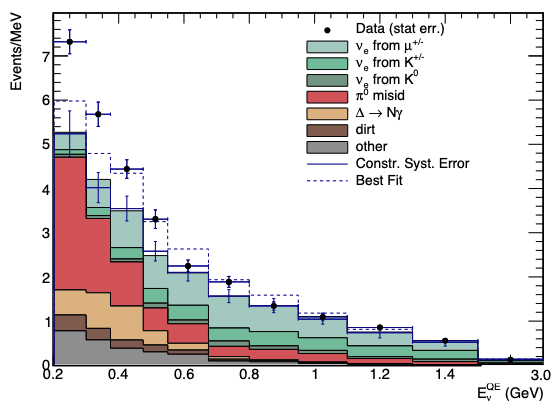 Events/MeV
7
6
5
4
3
2
1
0
Data (stat err.)
νe from μ+/-
νe from K+/-
νe from K0
π0 misid
Δ → Nγ
dirt
other
Constr. Syst. Error
Best Fit
0.2 0.4 0.6 0.8 1 1.2 1.4 3.0
EνQE (GeV)